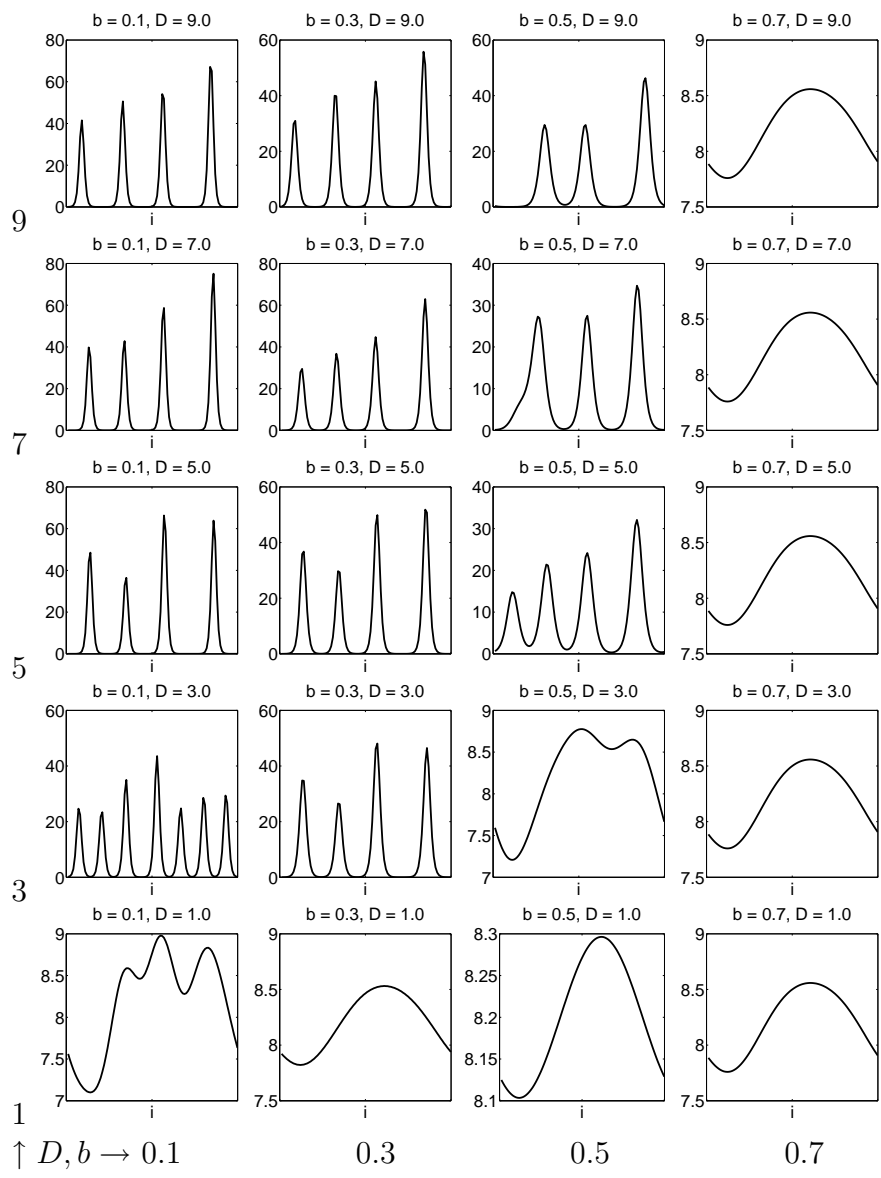 b = 0.1, D = 9.0 b = 0.3, D = 9.0 b = 0.5, D = 9.0 b = 0.7, D = 9.0
80 60 60 9
60 40 40 8.5
40 20 20 8
20 0 0 7.5
0
i i i i
9
b = 0.1, D = 7.0 b = 0.3, D = 7.0 b = 0.5, D = 7.0 b = 0.7, D = 7.0
80 80 40 9
60 60 30 8.5
40 40 20 8
20 20 10 7.5
0 0 0
i i i i
7
b = 0.1, D = 5.0 b = 0.3, D = 5.0 b = 0.5, D = 5.0 b = 0.7, D = 5.0
80 60 40 9
60 40 30 8.5
40 20 20 8
20 0 10 7.5
0 0
i i i i
5
b = 0.1, D = 3.0 b = 0.3, D = 3.0 b = 0.5, D = 3.0 b = 0.7, D = 3.0
60 60 9 9
40 40 8.5 8.5
20 20 8 8
0 0 7.5 7.5
7
i i i i
3
b = 0.1, D = 1.0 b = 0.3, D = 1.0 b = 0.5, D = 1.0 b = 0.7, D = 1.0
9 9 8.3 9
8.5 8.5 8.25 8.5
8 8 8.2 8
7.5 7.5 8.15 7.5
7 8.1
i i i i
1
↑ D, b → 0.1 0.3 0.5 0.7